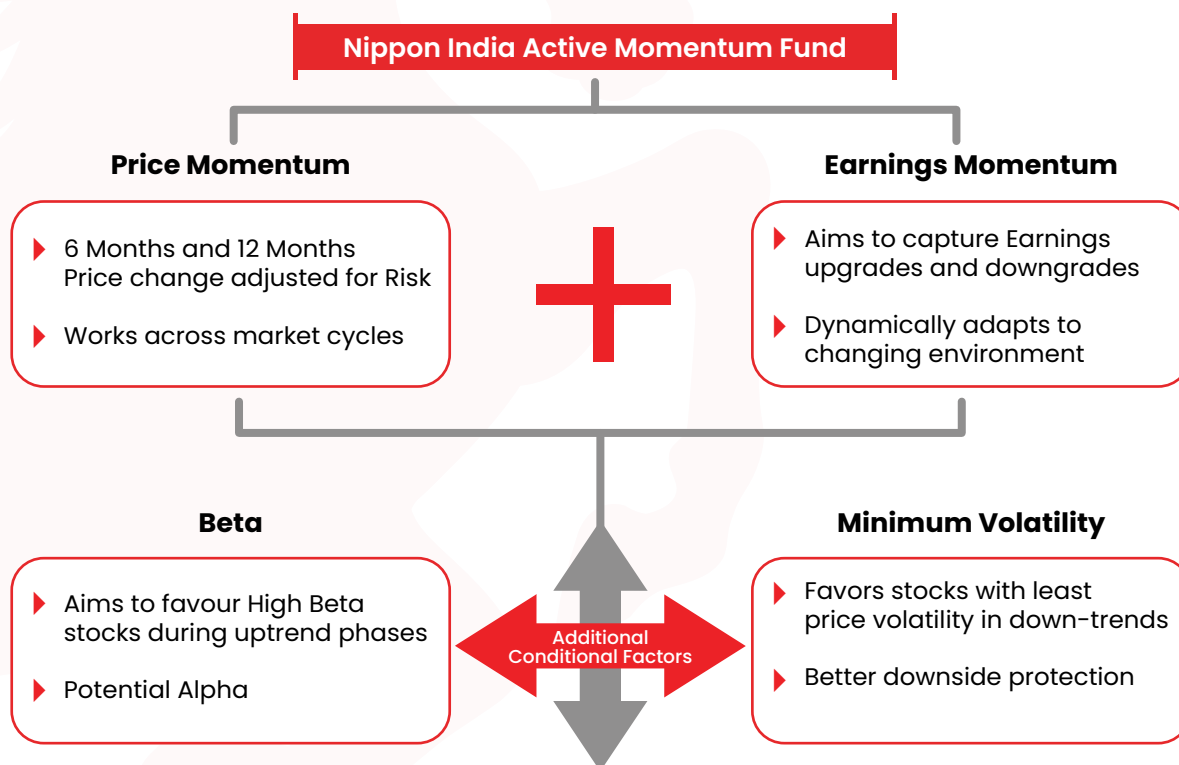 Nippon India Active Momentum Fund
Price Momentum
6 Months and 12 Months
Price change adjusted for Risk
Works across market cycles
Earnings Momentum
Aims to capture Earnings
upgrades and downgrades
Dynamically adapts to
changing environment
Beta
Aims to favour High Beta
stocks during uptrend phases
Potential Alpha
Additional
Conditional Factors
Minimum Volatility
Favors stocks with least
price volatility in down-trends
Better downside protection